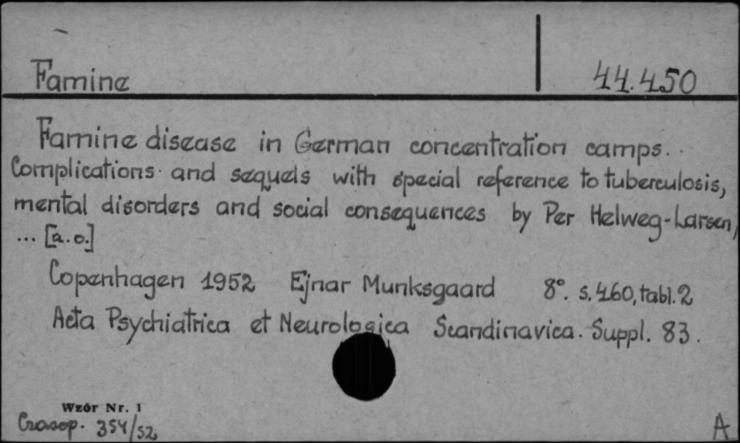 Famine 44.450
Famine disease in German concentration camps.
Complications and sequels with special reference to tuberculosis,
mental disorders and social consequences by Per Helweg-Larsen,
... [a.o.]
Copenhagen 1952 Ejnar Munksgaard 8°. s. 460, tabl. 2
Acta Psychiatrica et Neurologica Scandinavica. Suppl. 83.
Wzór Nr. 1
Czasop. 354/52 A